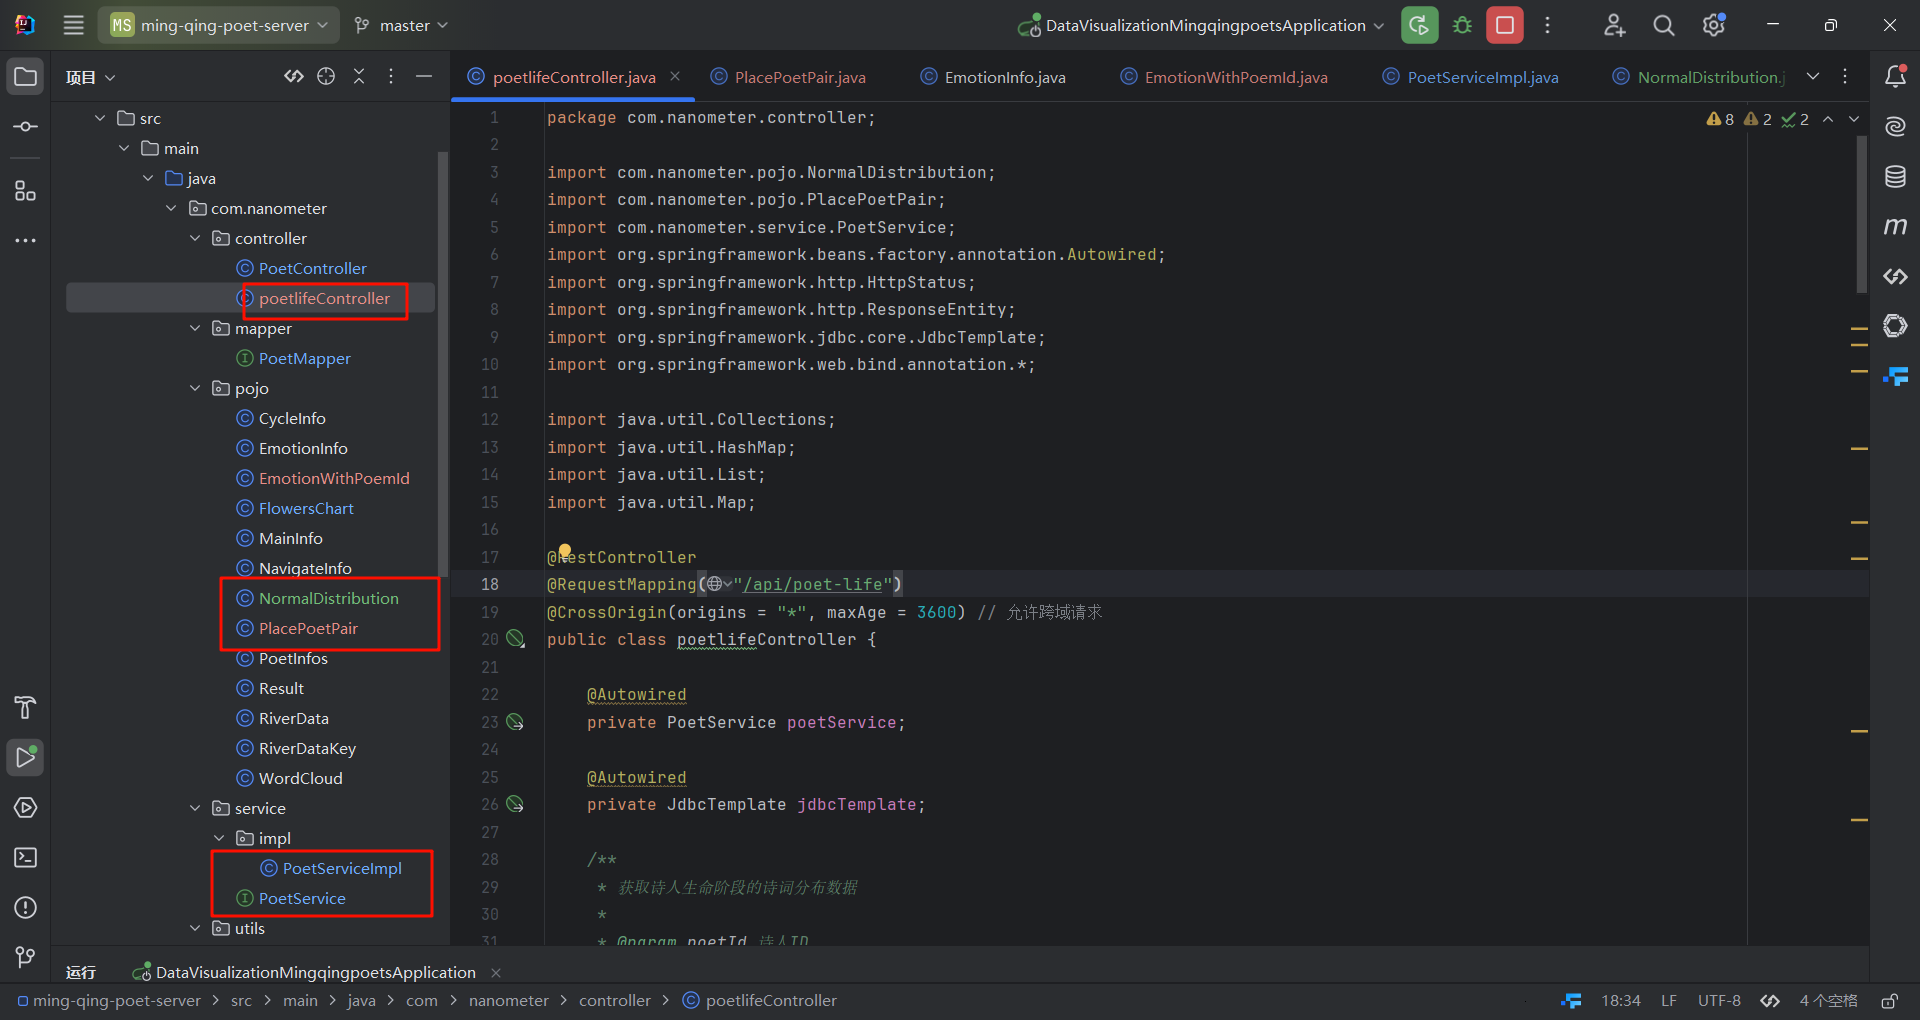 MS ming-qing-poet-server master DataVisualizationMingqingpoetsApplication
项目
poetlifeController.java PlacePoetPair.java EmotionInfo.java EmotionWithPoemId.java PoetServiceImpl.java NormalDistribution.j
src
main
java
com.nanometer
controller
PoetController
poetlifeController
mapper
PoetMapper
pojo
CycleInfo
EmotionInfo
EmotionWithPoemId
FlowersChart
MainInfo
NavigateInfo
NormalDistribution
PlacePoetPair
PoetInfos
Result
RiverData
RiverDataKey
WordCloud
service
impl
PoetServiceImpl
PoetService
utils
8 2 2
1 package com.nanometer.controller;
2
3 import com.nanometer.pojo.NormalDistribution;
4 import com.nanometer.pojo.PlacePoetPair;
5 import com.nanometer.service.PoetService;
6 import org.springframework.beans.factory.annotation.Autowired;
7 import org.springframework.http.HttpStatus;
8 import org.springframework.http.ResponseEntity;
9 import org.springframework.jdbc.core.JdbcTemplate;
10 import org.springframework.web.bind.annotation.*;
11
12 import java.util.Collections;
13 import java.util.HashMap;
14 import java.util.List;
15 import java.util.Map;
16
17 @RestController
18 @RequestMapping("/api/poet-life")
19 @CrossOrigin(origins = "*", maxAge = 3600) // 允许跨域请求
20 public class poetlifeController {
21
22 @Autowired
23 private PoetService poetService;
24
25 @Autowired
26 private JdbcTemplate jdbcTemplate;
27
28 /**
29 * 获取诗人生命阶段的诗词分布数据
30 *
31 * @param poetId 诗人ID
运行 DataVisualizationMingqingpoetsApplication
ming-qing-poet-server > src > main > java > com > nanometer > controller > poetlifeController
18:34 LF UTF-8 4 个空格